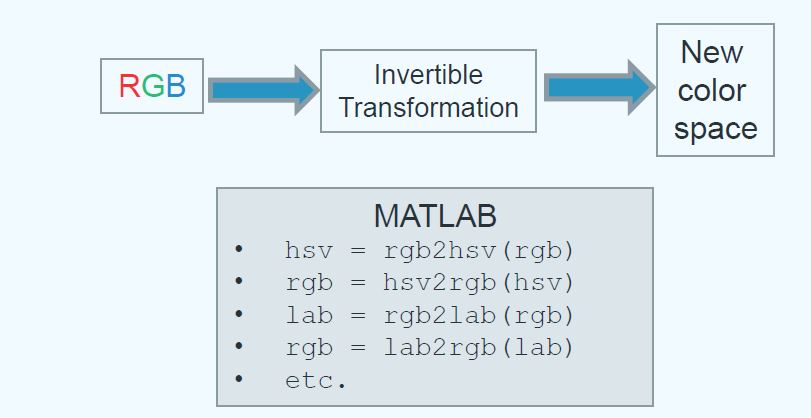 RGB
Invertible
Transformation
New
color
space
MATLAB
• hsv = rgb2hsv(rgb)
• rgb = hsv2rgb(hsv)
• lab = rgb2lab(rgb)
• rgb = lab2rgb(lab)
• etc.